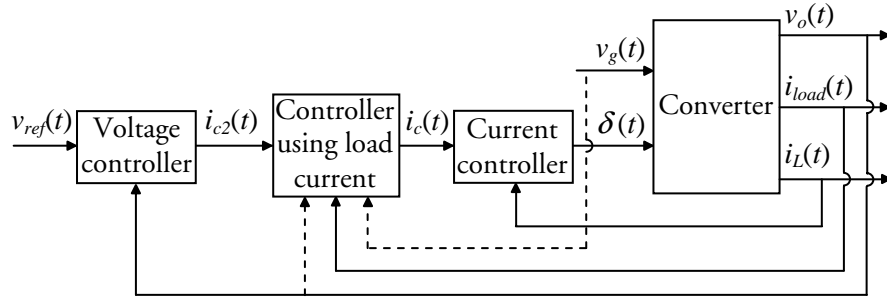 v_o(t)
v_g(t)
Converter
i_load(t)
v_ref(t)
Voltage
controller
i_c2(t)
Controller
using load
current
i_c(t)
Current
controller
δ(t)
i_L(t)